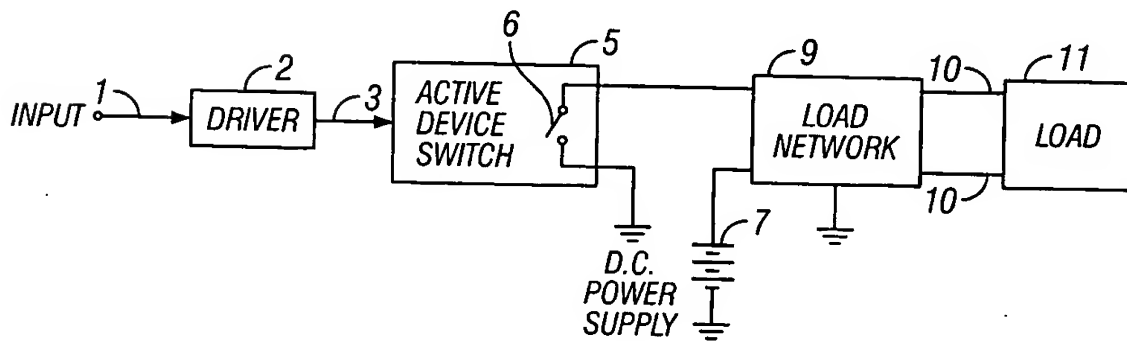 6
5
9
10
11
2
1
3
INPUT
DRIVER
ACTIVE
DEVICE
SWITCH
LOAD
NETWORK
LOAD
10
7
D.C.
POWER
SUPPLY